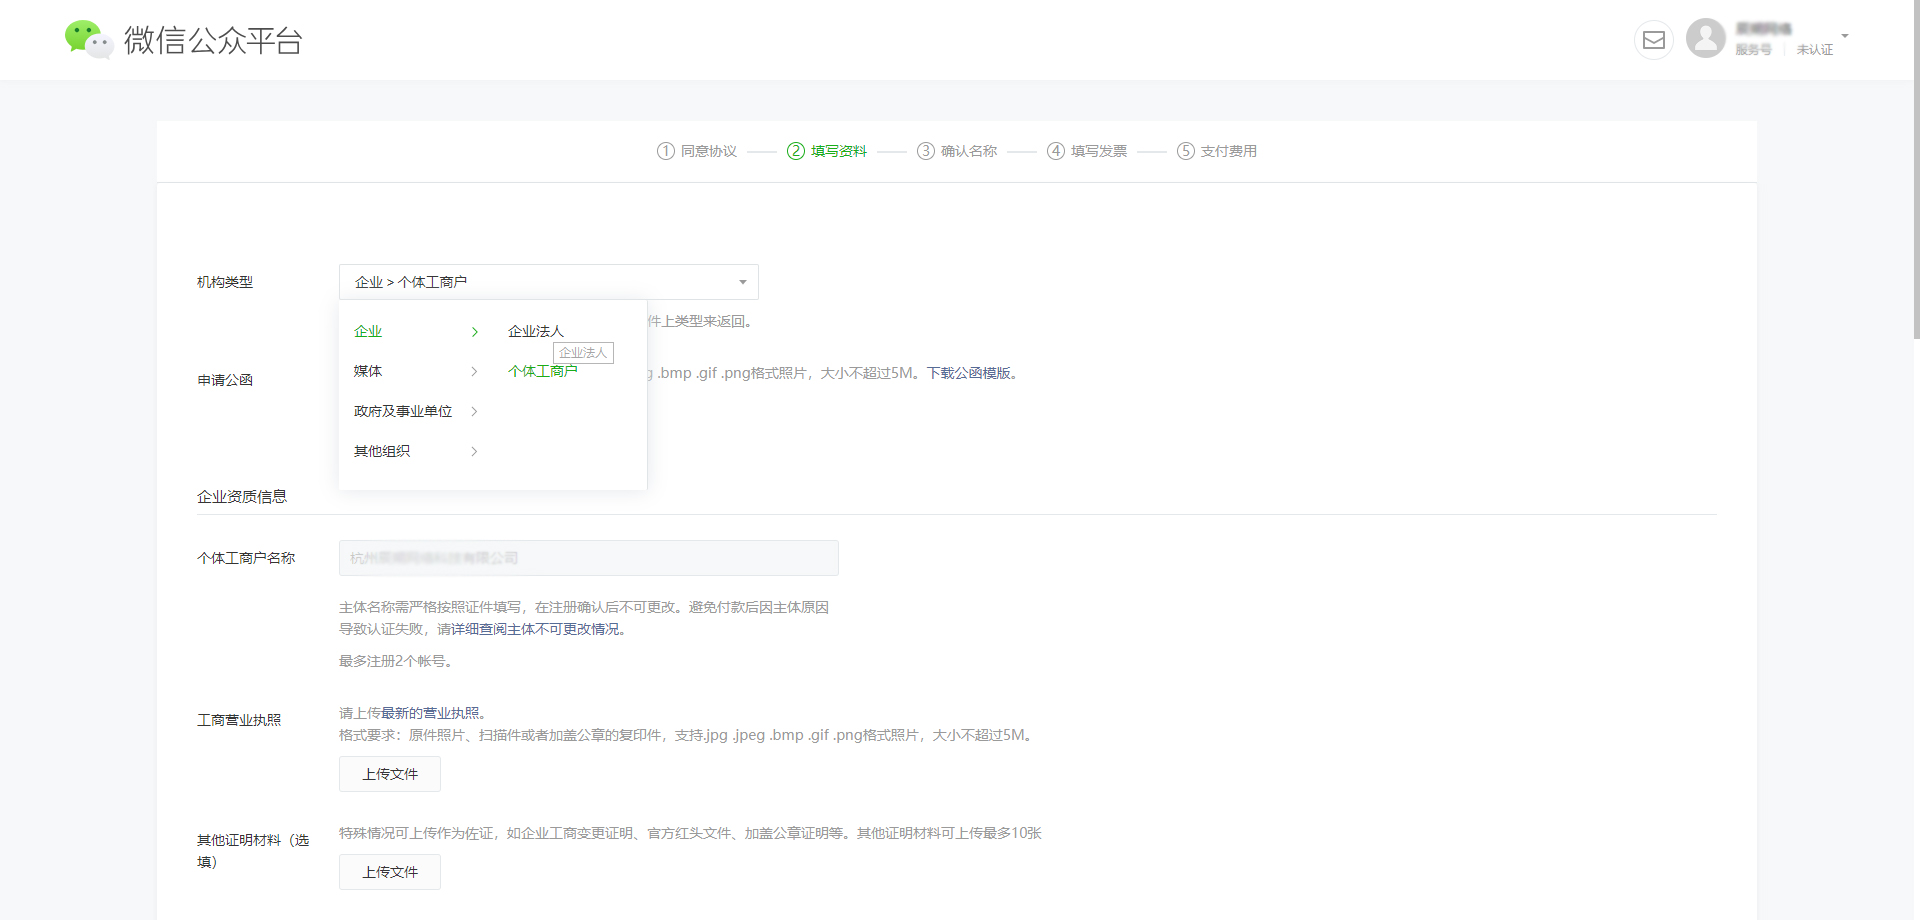 微信公众平台
服务号
未认证
1 同意协议
2 填写资料
3 确认名称
4 填写发票
5 支付费用
机构类型
企业 > 个体工商户
件上类型来返回。
企业
企业法人
企业法人
媒体
个体工商户
政府及事业单位
其他组织
申请公函
.bmp .gif .png格式照片，大小不超过5M。下载公函模版。
企业资质信息
个体工商户名称
杭州
有限公司
主体名称需严格按照证件填写，在注册确认后不可更改。避免付款后因主体原因
导致认证失败，请详细查阅主体不可更改情况。
最多注册2个帐号。
工商营业执照
请上传最新的营业执照。
格式要求：原件照片、扫描件或者加盖公章的复印件，支持.jpg .jpeg .bmp .gif .png格式照片，大小不超过5M。
上传文件
其他证明材料（选
填）
特殊情况可上传作为佐证，如企业工商变更证明、官方红头文件、加盖公章证明等。其他证明材料可上传最多10张
上传文件